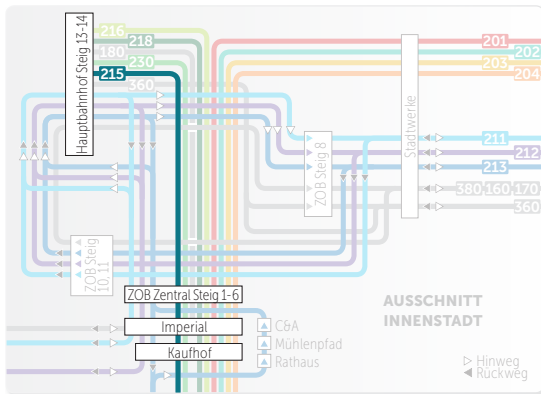 Hauptbahnhof Steig 13-14
216
218
180
230
215
360
201
202
203
204
Stadtwerke
ZOB Steig 8
211
212
213
380 160 170
360
ZOB Steig
10, 11
ZOB Zentral Steig 1-6
Imperial
Kaufhof
C&A
Mühlenpfad
Rathaus
AUSSCHNITT
INNENSTADT
Hinweg
Rückweg